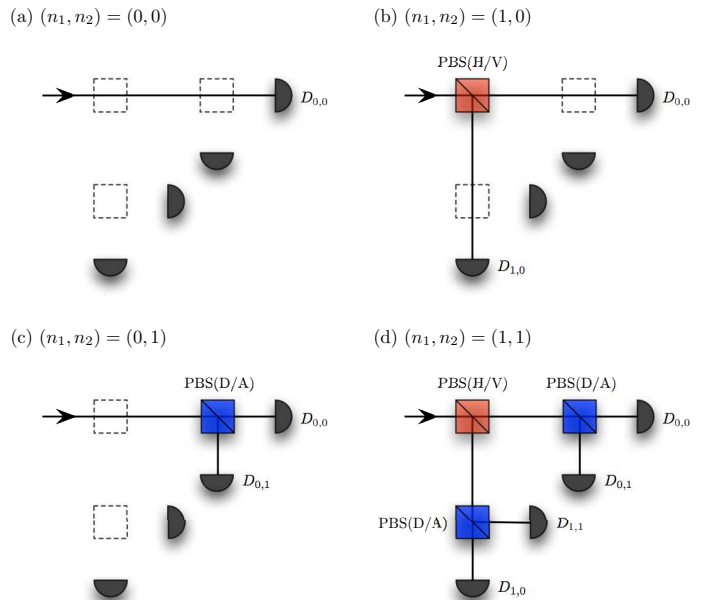 (a) (n₁, n₂) = (0, 0)
(b) (n₁, n₂) = (1, 0)
PBS(H/V)
D₀,₀
D₀,₀
D₁,₀
(c) (n₁, n₂) = (0, 1)
(d) (n₁, n₂) = (1, 1)
PBS(D/A)
PBS(H/V)
PBS(D/A)
D₀,₀
D₀,₀
D₀,₁
D₀,₁
PBS(D/A)
D₁,₁
D₁,₀